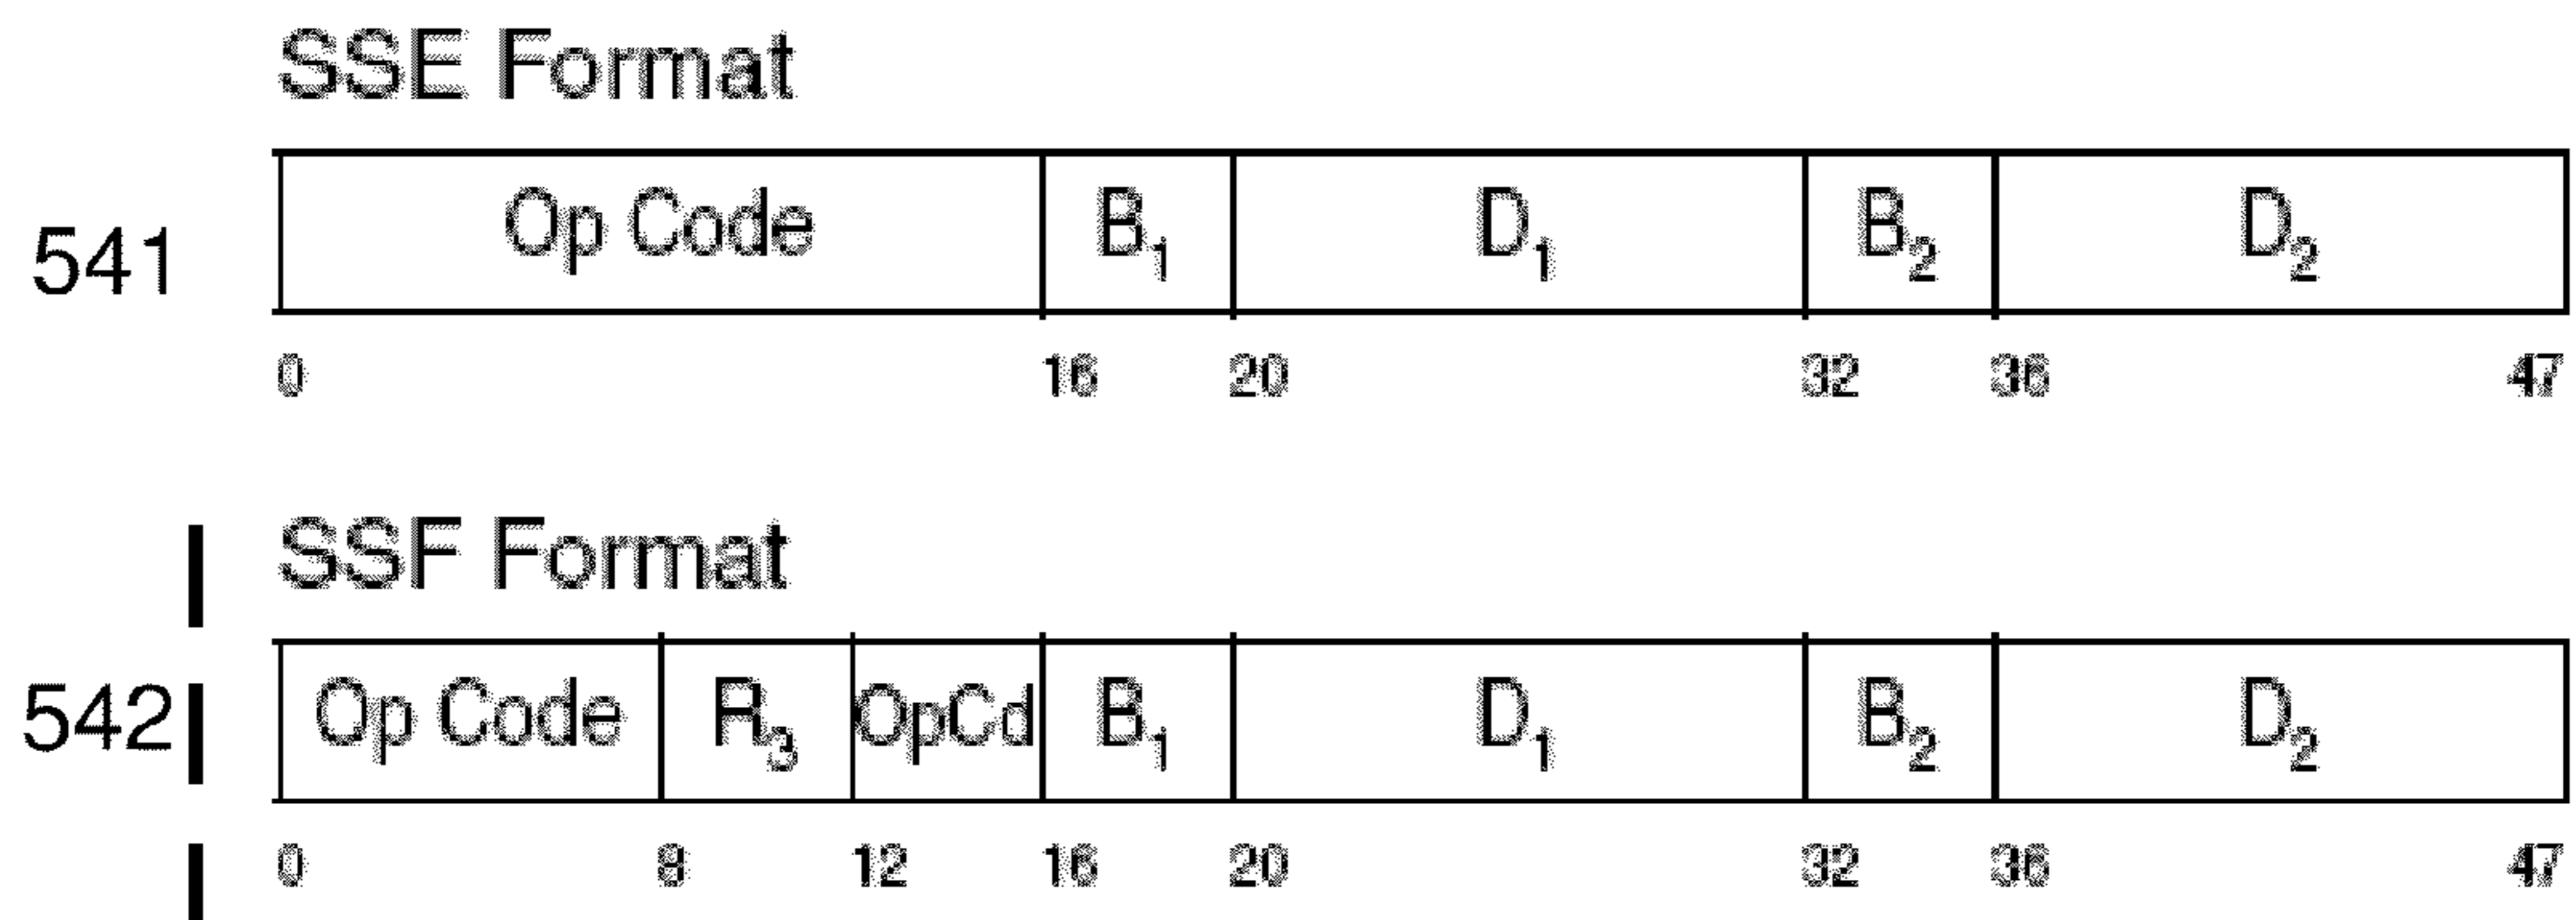 SSE Format
541 Op Code B₁ D₁ B₂ D₂
0 16 20 32 36 47
SSF Format
542 Op Code R₃ OpCd B₁ D₁ B₂ D₂
0 8 12 16 20 32 36 47